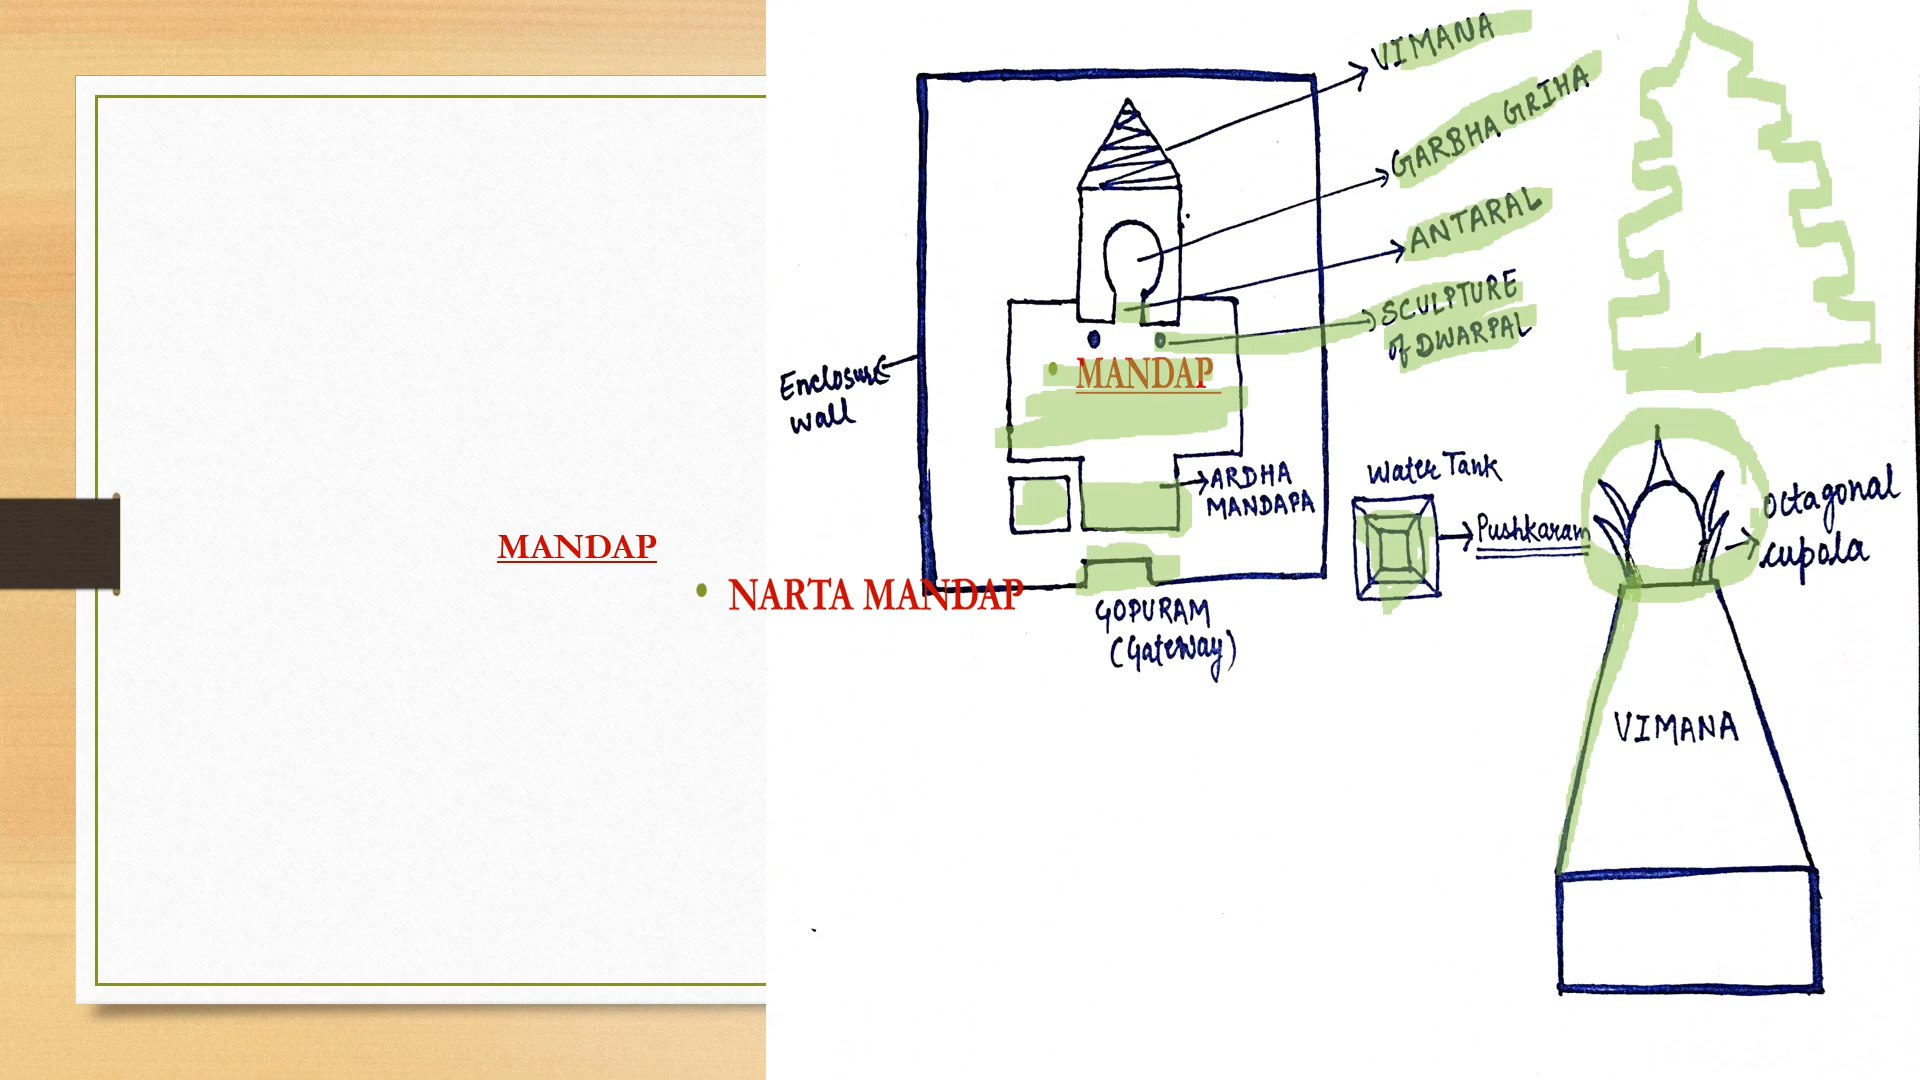 VIMANA
GARBHA GRIHA
ANTARAL
SCULPTURE
of DWARPAL
MANDAP
Enclosure
wall
ARDHA
MANDAPA
Water Tank
Pushkaram
octagonal
cupola
MANDAP
NARTA MANDAP
GOPURAM
(Gateway)
VIMANA